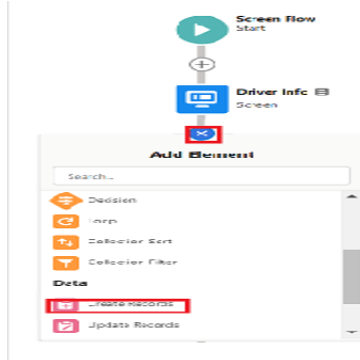 Screen Flow
Start
Driver Info
Screen
Add Element
Search...
Decision
Loop
Collection Sort
Collection Filter
Data
Create Records
Update Records